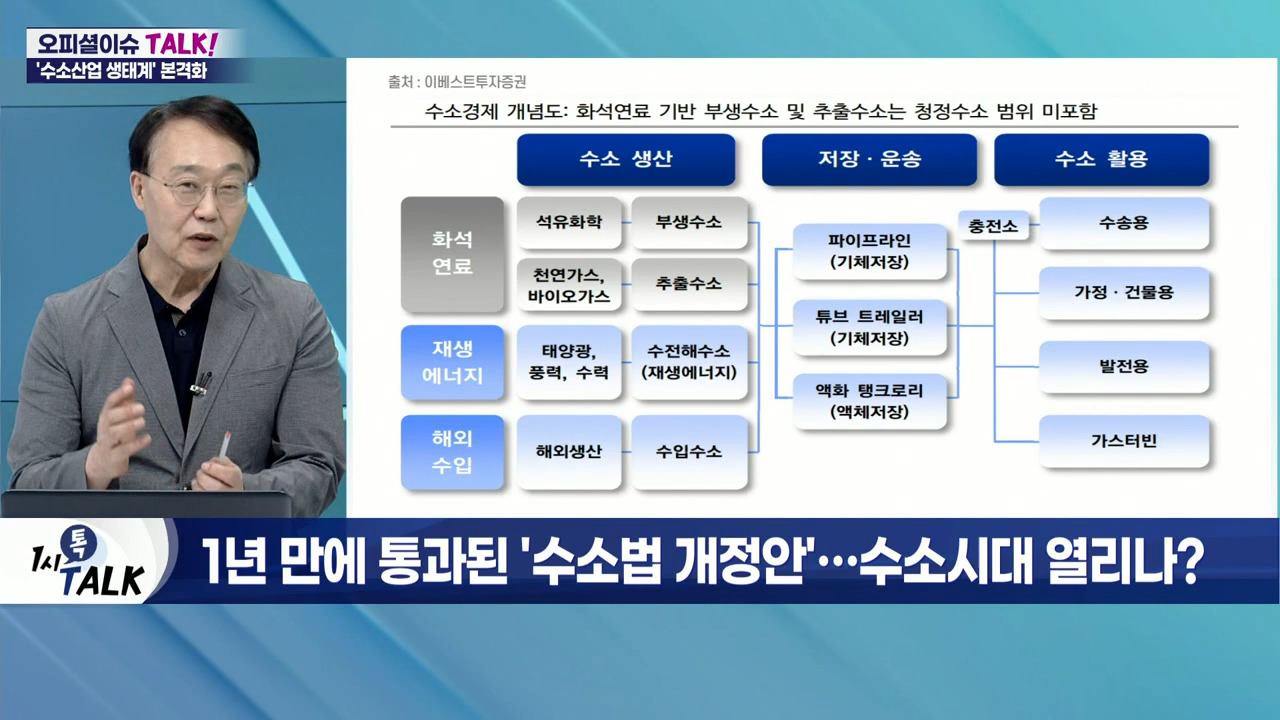 오피셜이슈 TALK!
'수소산업 생태계' 본격화
출처 : 이베스트투자증권
수소경제 개념도: 화석연료 기반 부생수소 및 추출수소는 청정수소 범위 미포함
수소 생산
저장 · 운송
수소 활용
화석
연료
석유화학
부생수소
천연가스,
바이오가스
추출수소
재생
에너지
태양광,
풍력, 수력
수전해수소
(재생에너지)
해외
수입
해외생산
수입수소
파이프라인
(기체저장)
튜브 트레일러
(기체저장)
액화 탱크로리
(액체저장)
충전소
수송용
가정 · 건물용
발전용
가스터빈
1시 톡 TALK
1년 만에 통과된 '수소법 개정안'…수소시대 열리나?